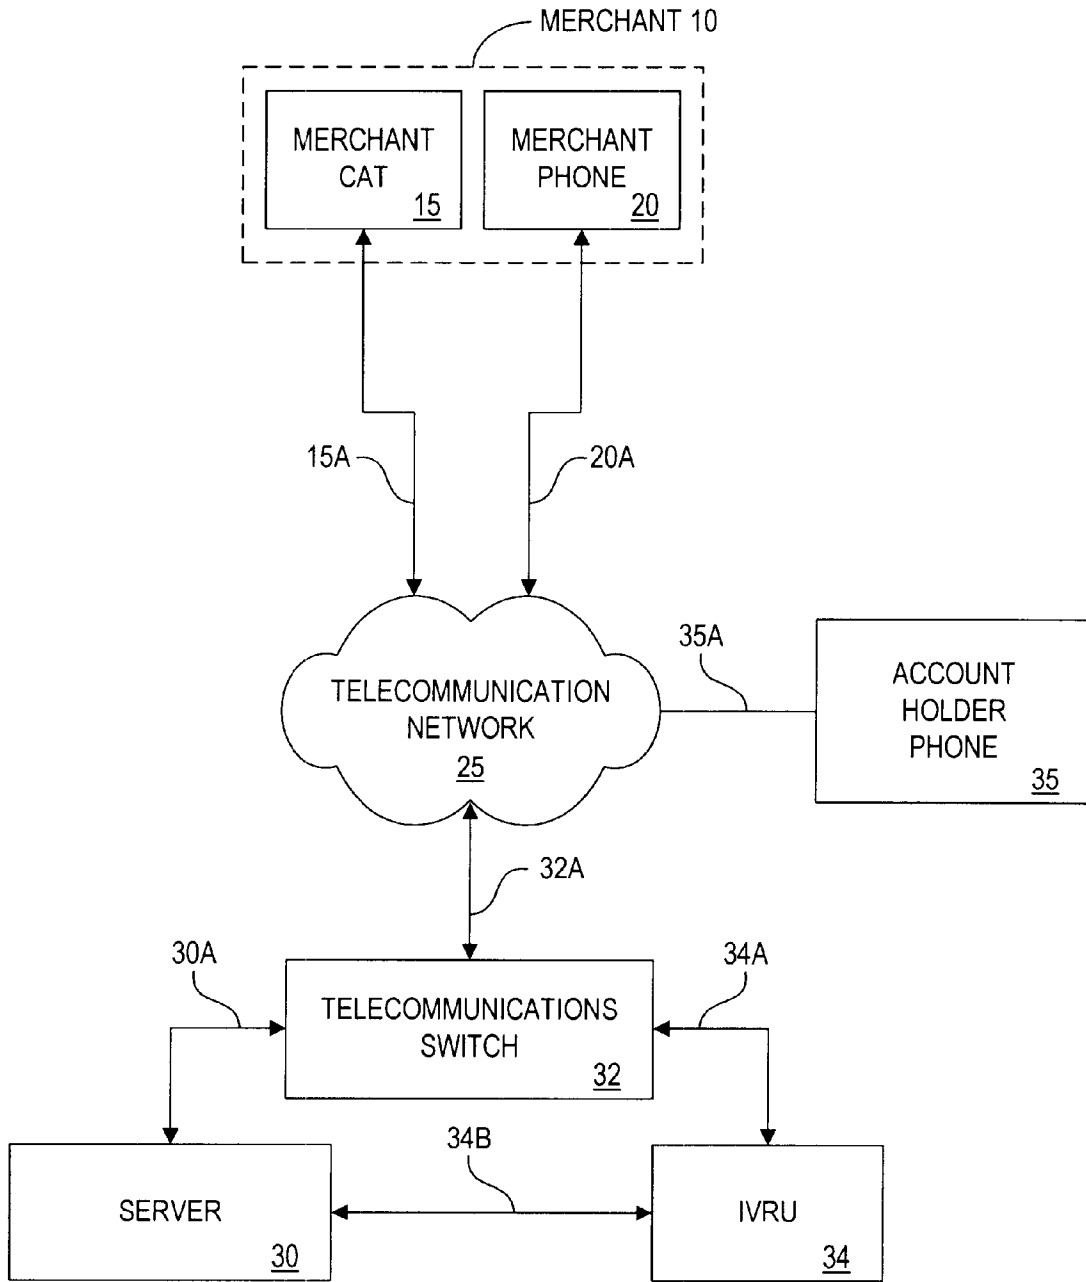 MERCHANT 10
MERCHANT
CAT
15
MERCHANT
PHONE
20
15A
20A
TELECOMMUNICATION
NETWORK
25
35A
ACCOUNT
HOLDER
PHONE
35
32A
30A
34A
TELECOMMUNICATIONS
SWITCH
32
34B
SERVER
30
IVRU
34